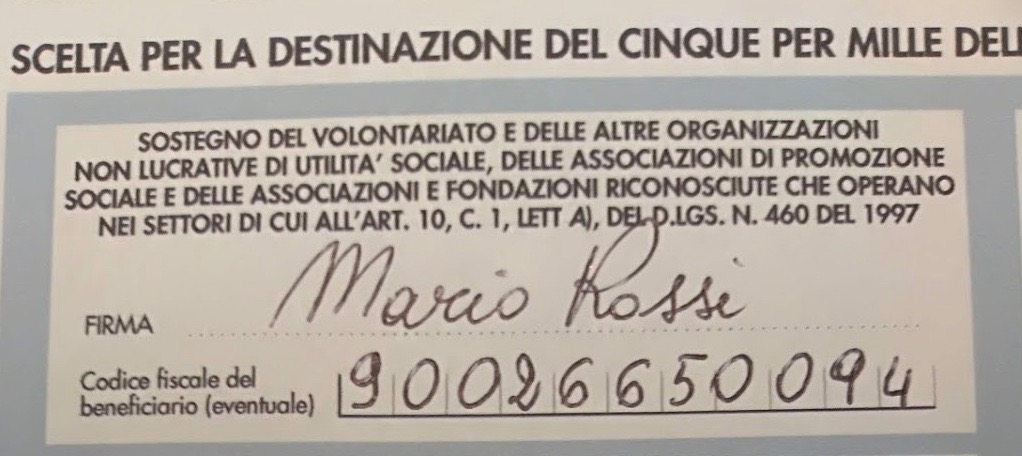 SCELTA PER LA DESTINAZIONE DEL CINQUE PER MILLE DELL
SOSTEGNO DEL VOLONTARIATO E DELLE ALTRE ORGANIZZAZIONI
NON LUCRATIVE DI UTILITA' SOCIALE, DELLE ASSOCIAZIONI DI PROMOZIONE
SOCIALE E DELLE ASSOCIAZIONI E FONDAZIONI RICONOSCIUTE CHE OPERANO
NEI SETTORI DI CUI ALL'ART. 10, C. 1, LETT A), DEL D.LGS. N. 460 DEL 1997
FIRMA Mario Rossi
Codice fiscale del
beneficiario (eventuale) 90026650094